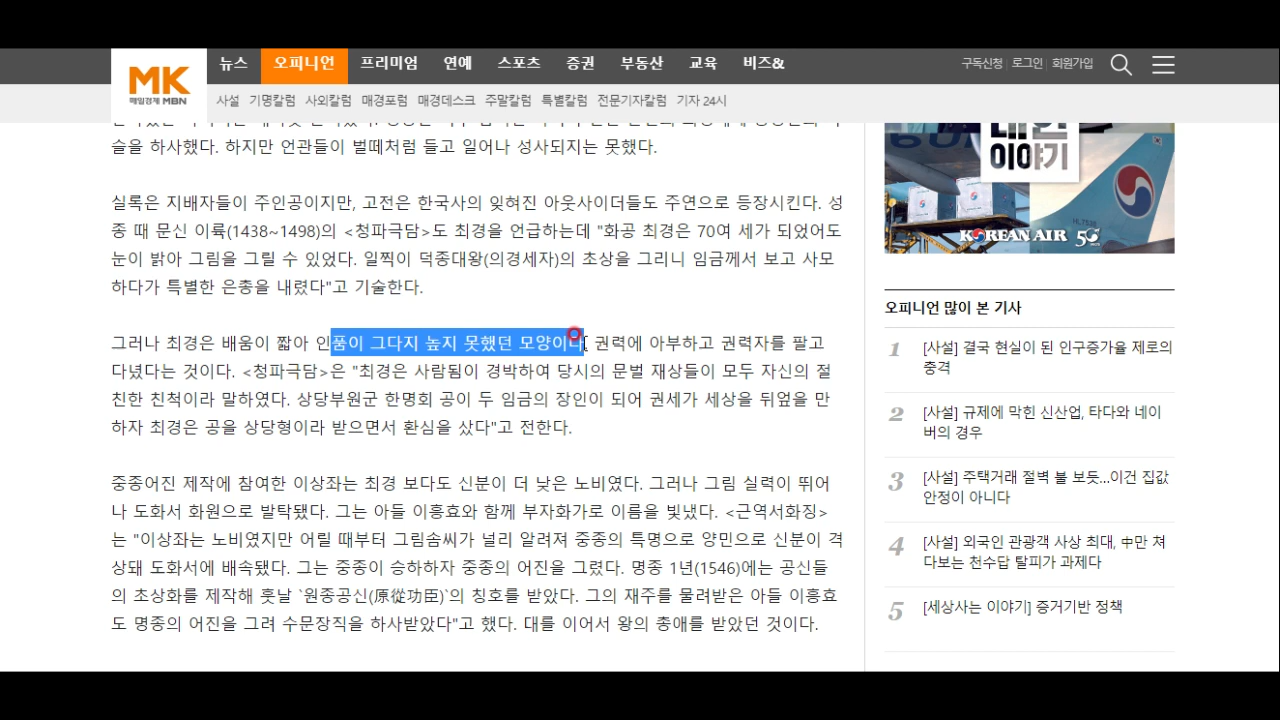 MK
매일경제 MBN
뉴스 오피니언 프리미엄 연예 스포츠 증권 부동산 교육 비즈&
구독신청 로그인 회원가입
사설 기명칼럼 사외칼럼 매경포럼 매경데스크 주말칼럼 특별칼럼 전문기자칼럼 기자 24시
슬을 하사했다. 하지만 언관들이 벌떼처럼 들고 일어나 성사되지는 못했다.
실록은 지배자들이 주인공이지만, 고전은 한국사의 잊혀진 아웃사이더들도 주연으로 등장시킨다. 성
종 때 문신 이륙(1438~1498)의 <청파극담>도 최경을 언급하는데 "화공 최경은 70여 세가 되었어도
눈이 밝아 그림을 그릴 수 있었다. 일찍이 덕종대왕(의경세자)의 초상을 그리니 임금께서 보고 사모
하다가 특별한 은총을 내렸다"고 기술한다.
그러나 최경은 배움이 짧아 인품이 그다지 높지 못했던 모양이다. 권력에 아부하고 권력자를 팔고
다녔다는 것이다. <청파극담>은 "최경은 사람됨이 경박하여 당시의 문벌 재상들이 모두 자신의 절
친한 친척이라 말하였다. 상당부원군 한명회 공이 두 임금의 장인이 되어 권세가 세상을 뒤엎을 만
하자 최경은 공을 상당형이라 받으면서 환심을 샀다"고 전한다.
중종어진 제작에 참여한 이상좌는 최경 보다도 신분이 더 낮은 노비였다. 그러나 그림 실력이 뛰어
나 도화서 화원으로 발탁됐다. 그는 아들 이흥효와 함께 부자화가로 이름을 빛냈다. <근역서화징>
는 "이상좌는 노비였지만 어릴 때부터 그림솜씨가 널리 알려져 중종의 특명으로 양민으로 신분이 격
상돼 도화서에 배속됐다. 그는 중종이 승하하자 중종의 어진을 그렸다. 명종 1년(1546)에는 공신들
의 초상화를 제작해 훗날 `원종공신(原從功臣)`의 칭호를 받았다. 그의 재주를 물려받은 아들 이흥효
도 명종의 어진을 그려 수문장직을 하사받았다"고 했다. 대를 이어서 왕의 총애를 받았던 것이다.
이야기
KOREAN AIR 50
오피니언 많이 본 기사
1 [사설] 결국 현실이 된 인구증가율 제로의
충격
2 [사설] 규제에 막힌 신산업, 타다와 네이
버의 경우
3 [사설] 주택거래 절벽 불 보듯…이건 집값
안정이 아니다
4 [사설] 외국인 관광객 사상 최대, 中만 쳐
다보는 천수답 탈피가 과제다
5 [세상사는 이야기] 증거기반 정책